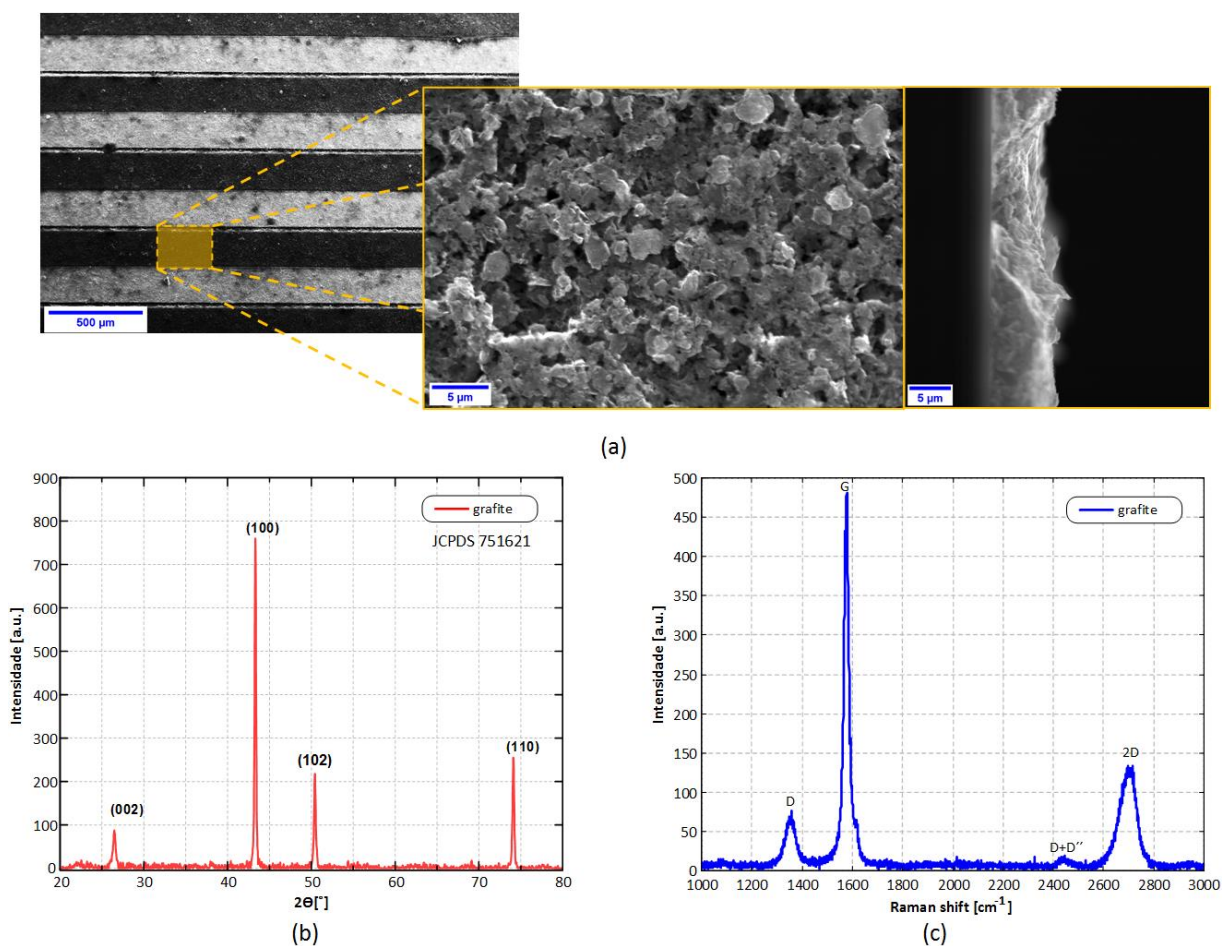 500 µm
5 µm
5 µm
(a)
900
800
700
600
500
400
300
200
100
0
20
30
40
50
60
70
80
Intensidade [a.u.]
2Ө[°]
grafite
JCPDS 751621
(002)
(100)
(102)
(110)
(b)
500
450
400
350
300
250
200
150
100
50
0
1000
1200
1400
1600
1800
2000
2200
2400
2600
2800
3000
Intensidade [a.u.]
Raman shift [cm⁻¹]
grafite
D
G
D+D´´
2D
(c)